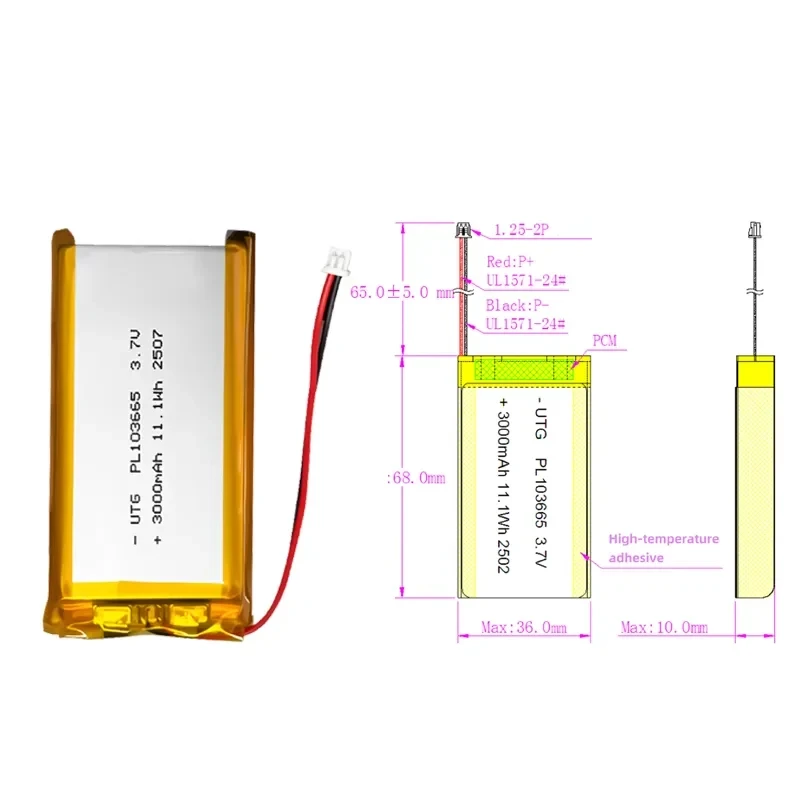 - UTG PL103665 3.7V
+ 3000mAh 11.1Wh 2507
1.25-2P
Red:P+
UL1571-24#
65.0±5.0 mm
Black:P-
UL1571-24#
PCM
- UTG PL103665 3.7V
+ 3000mAh 11.1Wh 2502
:68.0mm
High-temperature
adhesive
Max:36.0mm
Max:10.0mm